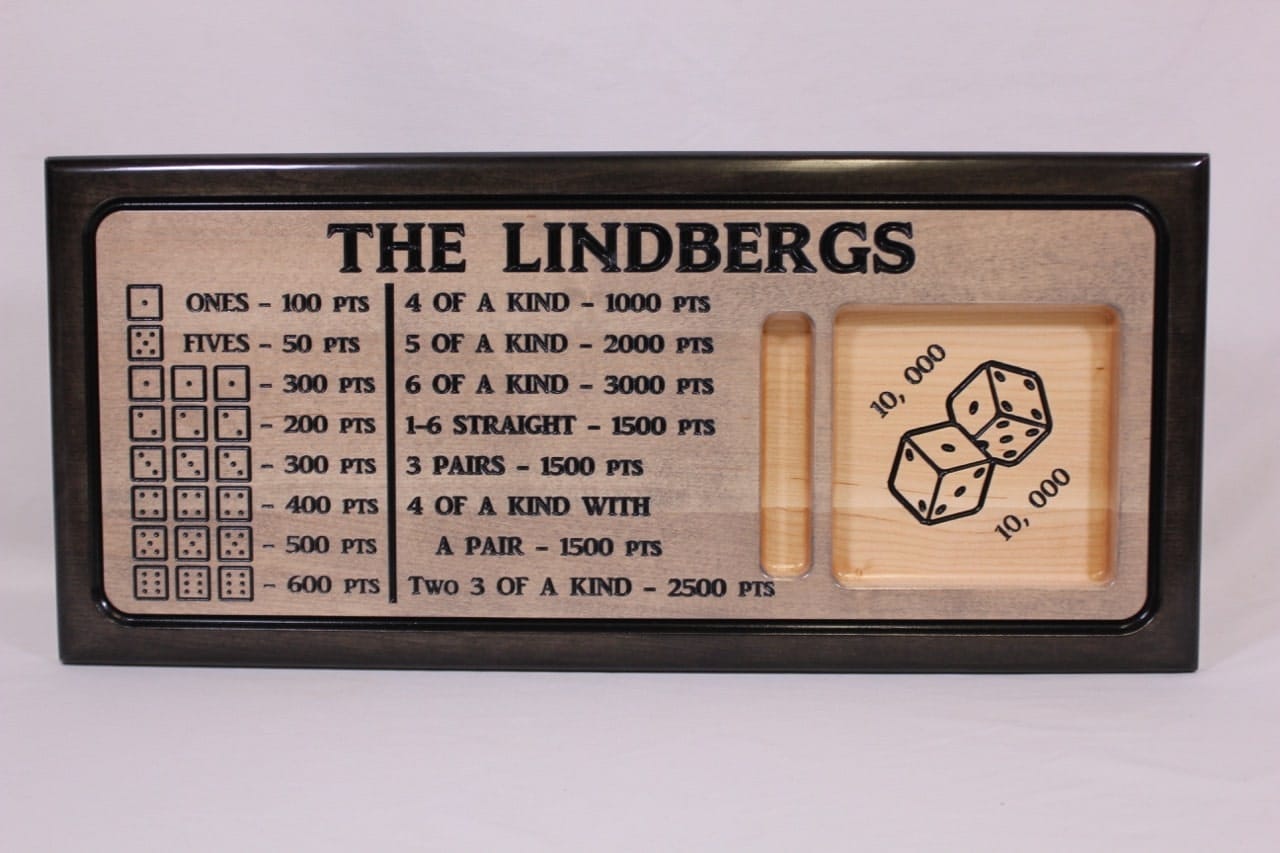 THE LINDBERGS
ONES - 100 PTS
FIVES - 50 PTS
- 300 PTS
- 200 PTS
- 300 PTS
- 400 PTS
- 500 PTS
- 600 PTS
4 OF A KIND - 1000 PTS
5 OF A KIND - 2000 PTS
6 OF A KIND - 3000 PTS
1-6 STRAIGHT - 1500 PTS
3 PAIRS - 1500 PTS
4 OF A KIND WITH
A PAIR - 1500 PTS
Two 3 OF A KIND - 2500 PTS
10, 000
10, 000